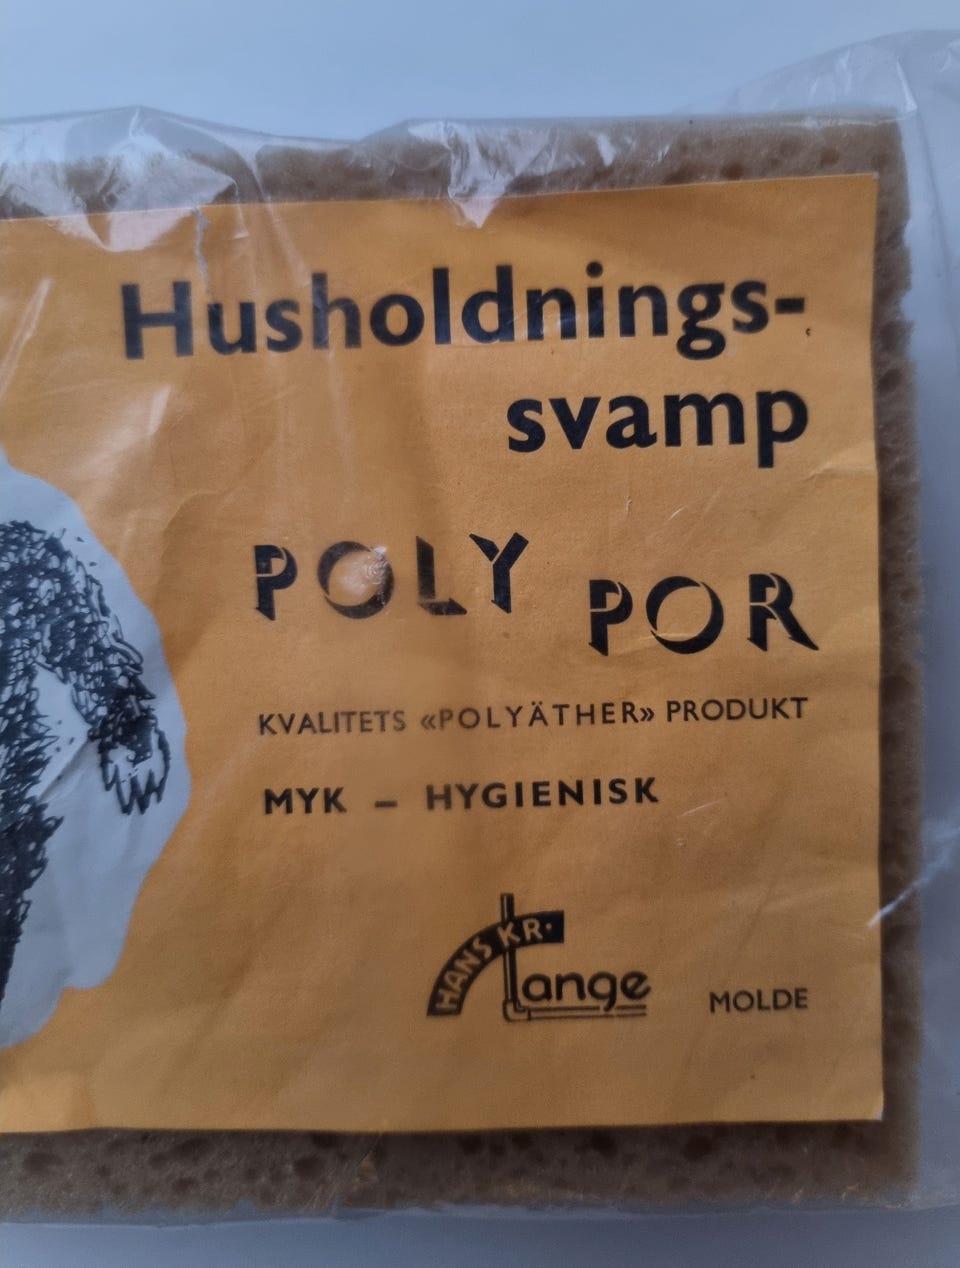 Husholdnings-
svamp
POLY POR
KVALITETS «POLYÄTHER» PRODUKT
MYK – HYGIENISK
HANS KR. Lange MOLDE